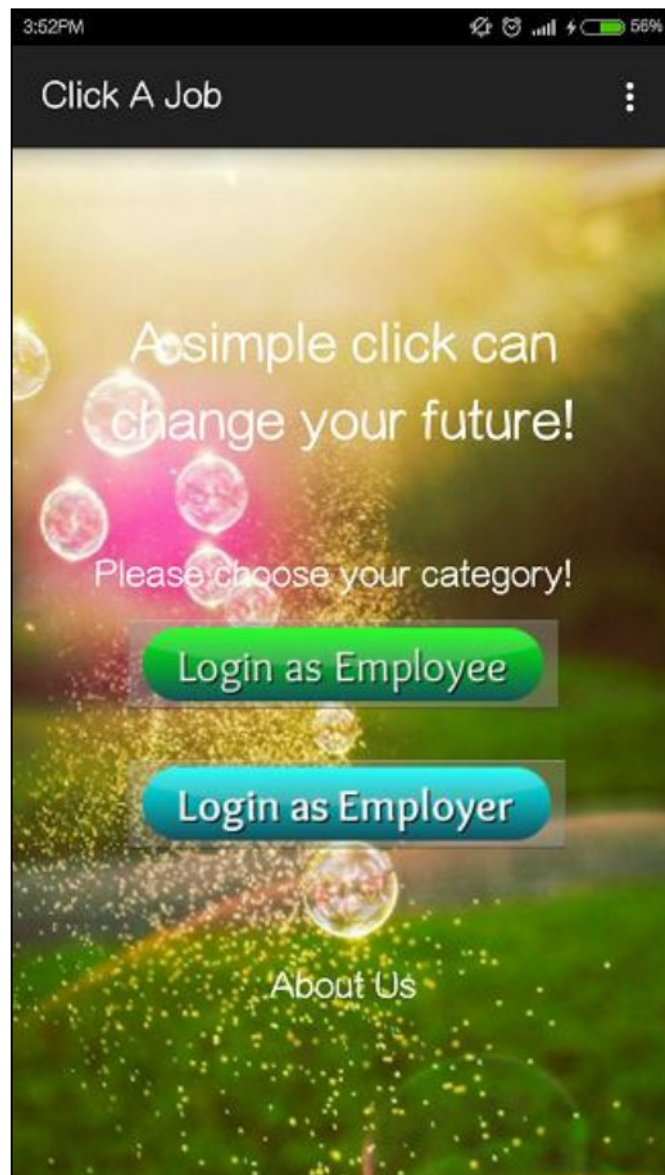 3:52PM 56%
Click A Job
A simple click can
change your future!
Please choose your category!
Login as Employee
Login as Employer
About Us